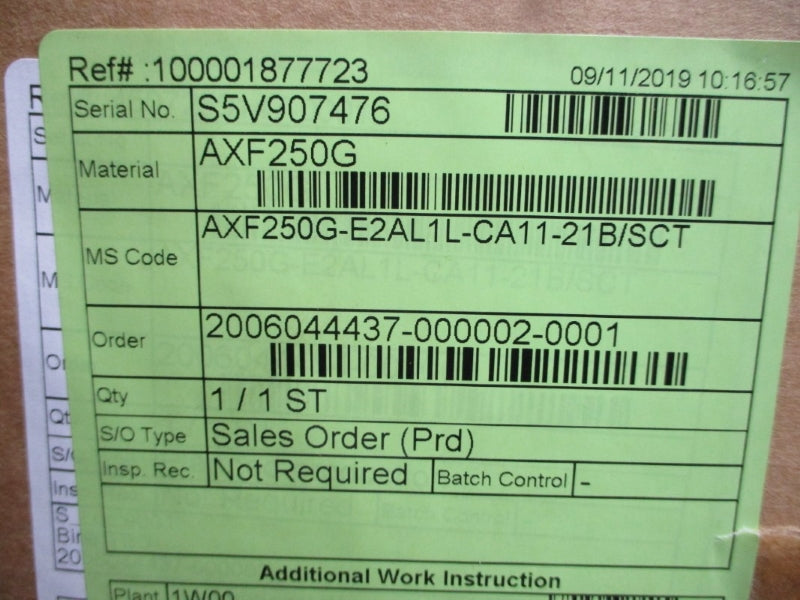 Ref# :100001877723 09/11/2019 10:16:57
Serial No. S5V907476
Material AXF250G
MS Code AXF250G-E2AL1L-CA11-21B/SCT
Order 2006044437-000002-0001
Qty 1 / 1 ST
S/O Type Sales Order (Prd)
Insp. Rec. Not Required Batch Control -
Additional Work Instruction
Plant 1W00